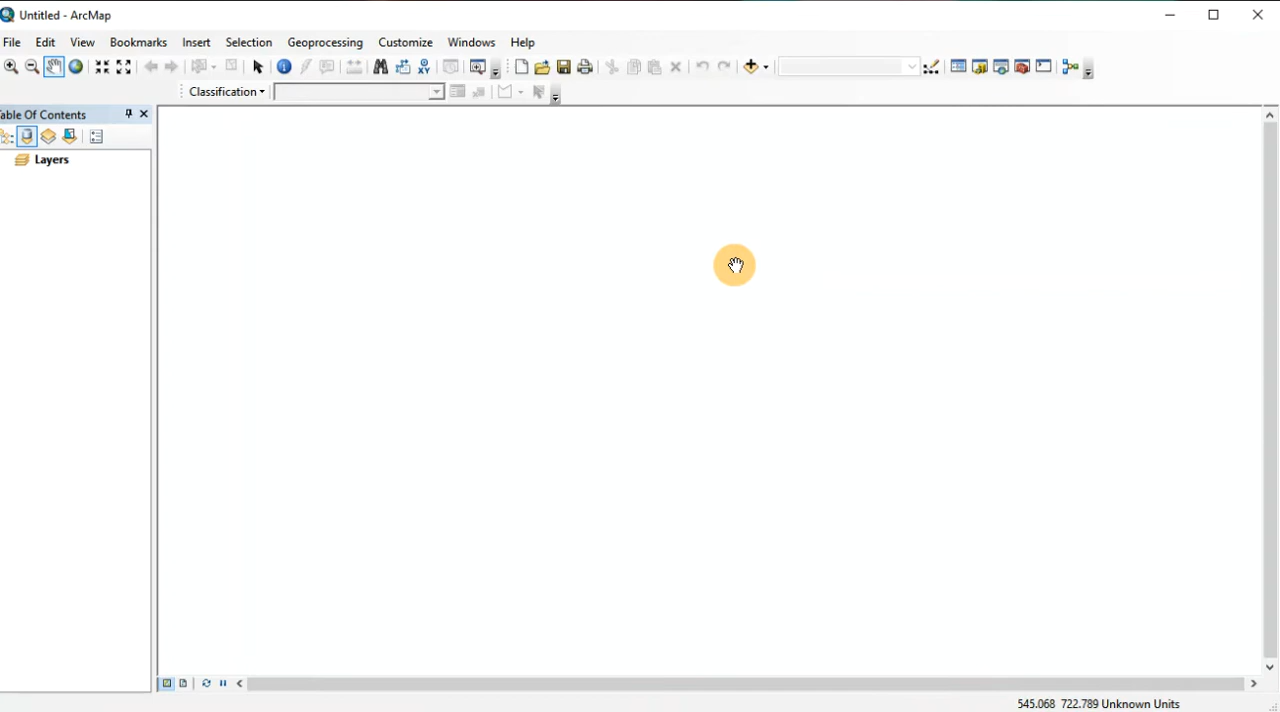 Untitled - ArcMap
File Edit View Bookmarks Insert Selection Geoprocessing Customize Windows Help
Classification
able Of Contents
Layers
545.068 722.789 Unknown Units